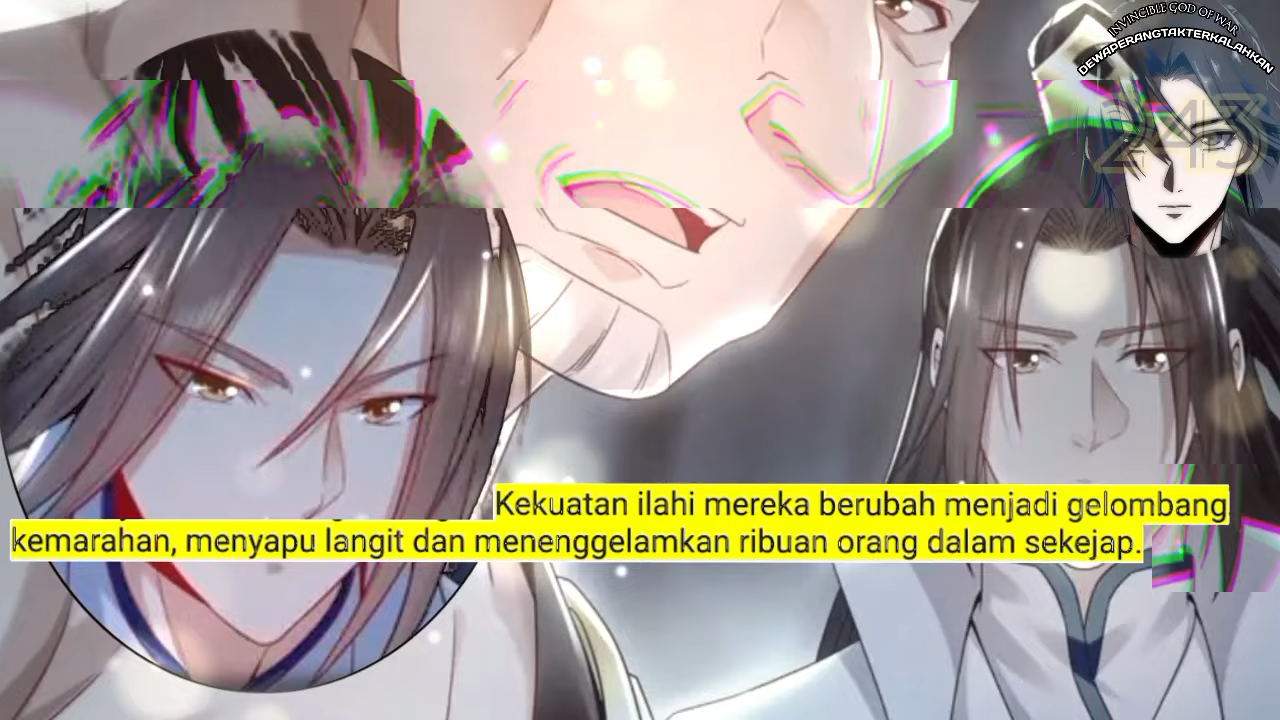 INVINCIBLE GOD OF WAR
DEWAPERANGTAKTERKALAHKAN
243
Kekuatan ilahi mereka berubah menjadi gelombang
kemarahan, menyapu langit dan menenggelamkan ribuan orang dalam sekejap.